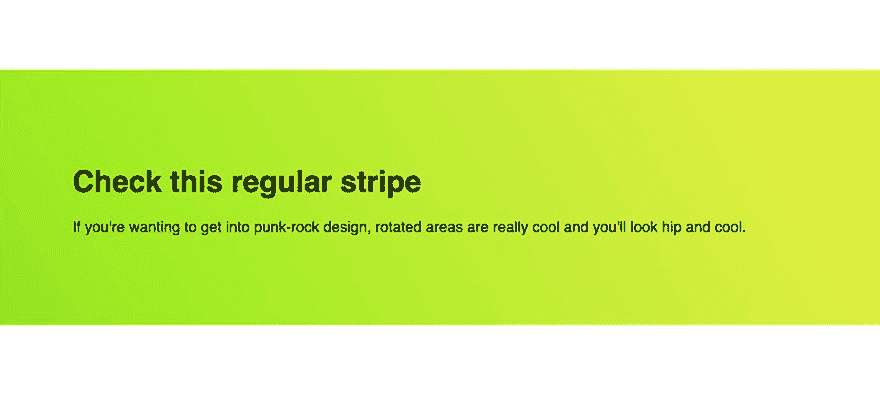 Check this regular stripe
If you're wanting to get into punk-rock design, rotated areas are really cool and you'll look hip and cool.